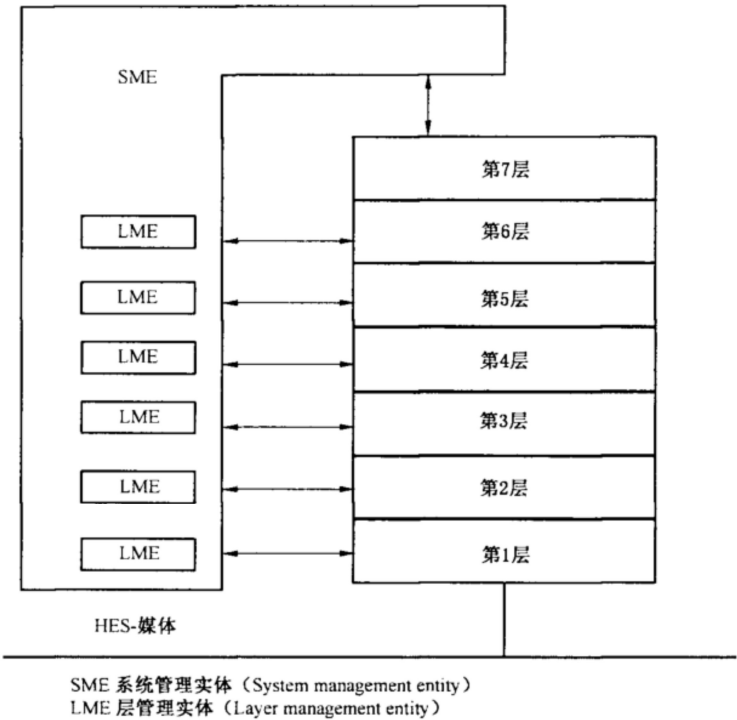 SME
第7层
LME
第6层
LME
第5层
LME
第4层
LME
第3层
LME
第2层
LME
第1层
HES-媒体
SME 系统管理实体（System management entity）
LME 层管理实体（Layer management entity）